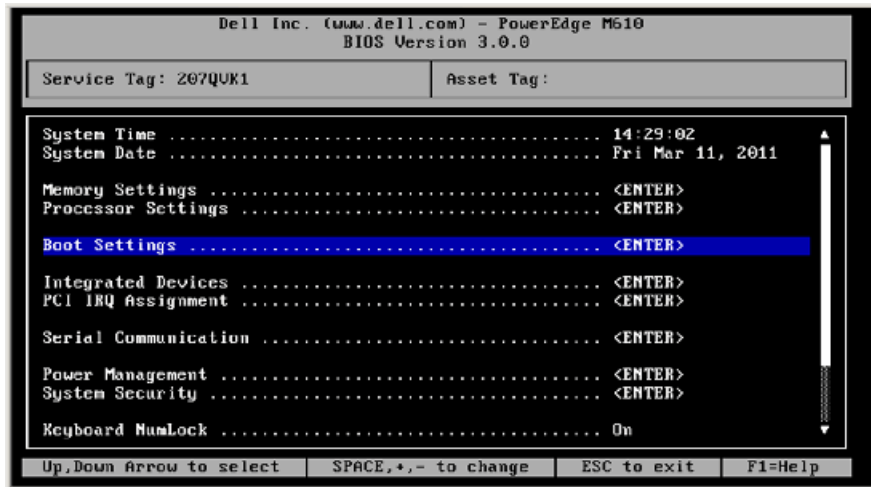 Dell Inc. (www.dell.com) - PowerEdge M610
BIOS Version 3.0.0
Service Tag: 207QVK1 Asset Tag:
System Time ..................................................... 14:29:02
System Date ..................................................... Fri Mar 11, 2011
Memory Settings ................................................ <ENTER>
Processor Settings ............................................. <ENTER>
Boot Settings .................................................. <ENTER>
Integrated Devices ............................................. <ENTER>
PCI IRQ Assignment ............................................. <ENTER>
Serial Communication ........................................... <ENTER>
Power Management ............................................... <ENTER>
System Security ................................................ <ENTER>
Keyboard NumLock ............................................... On
Up,Down Arrow to select SPACE,+,- to change ESC to exit F1=Help